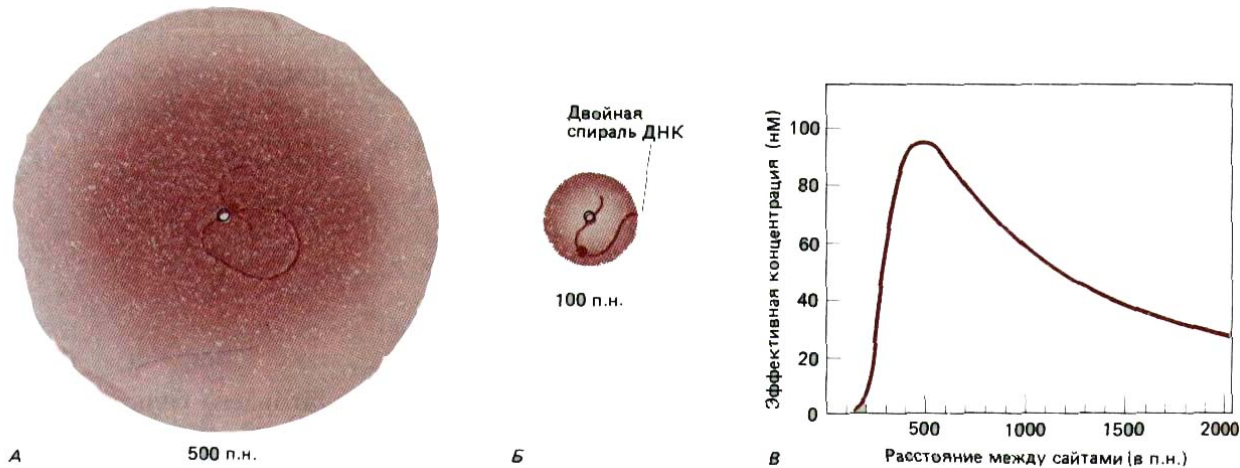 Двойная
спираль ДНК
А
500 п.н.
Б
100 п.н.
Эффективная концентрация (нМ)
100
80
60
40
20
0
500
1000
1500
2000
В
Расстояние между сайтами (в п.н.)